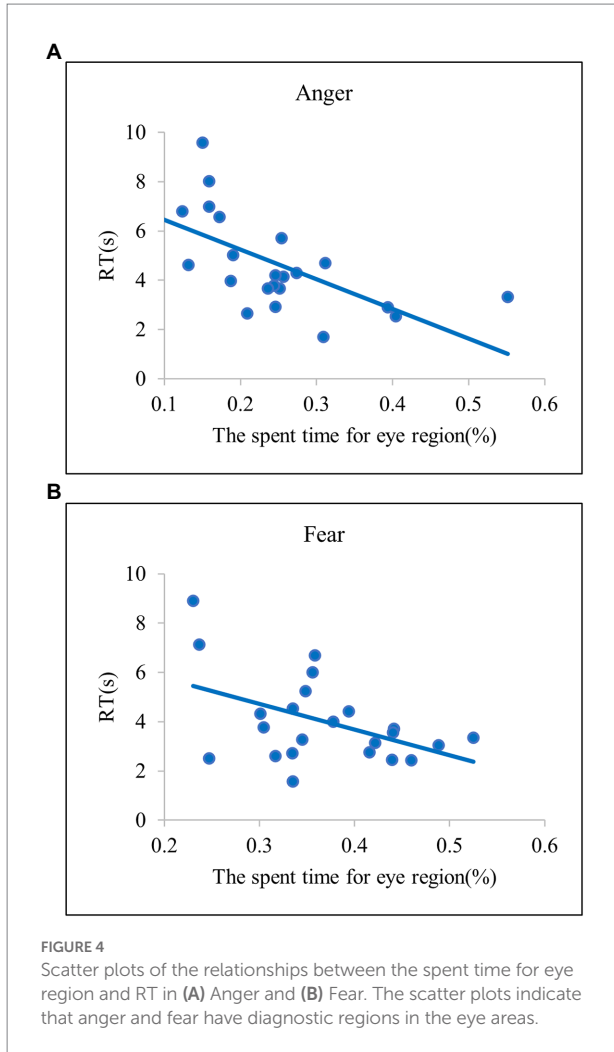 A
Anger
10
8
6
4
2
0
RT(s)
0.1 0.2 0.3 0.4 0.5 0.6
The spent time for eye region(%)
B
Fear
10
8
6
4
2
0
RT(s)
0.2 0.3 0.4 0.5 0.6
The spent time for eye region(%)
FIGURE 4
Scatter plots of the relationships between the spent time for eye
region and RT in (A) Anger and (B) Fear. The scatter plots indicate
that anger and fear have diagnostic regions in the eye areas.